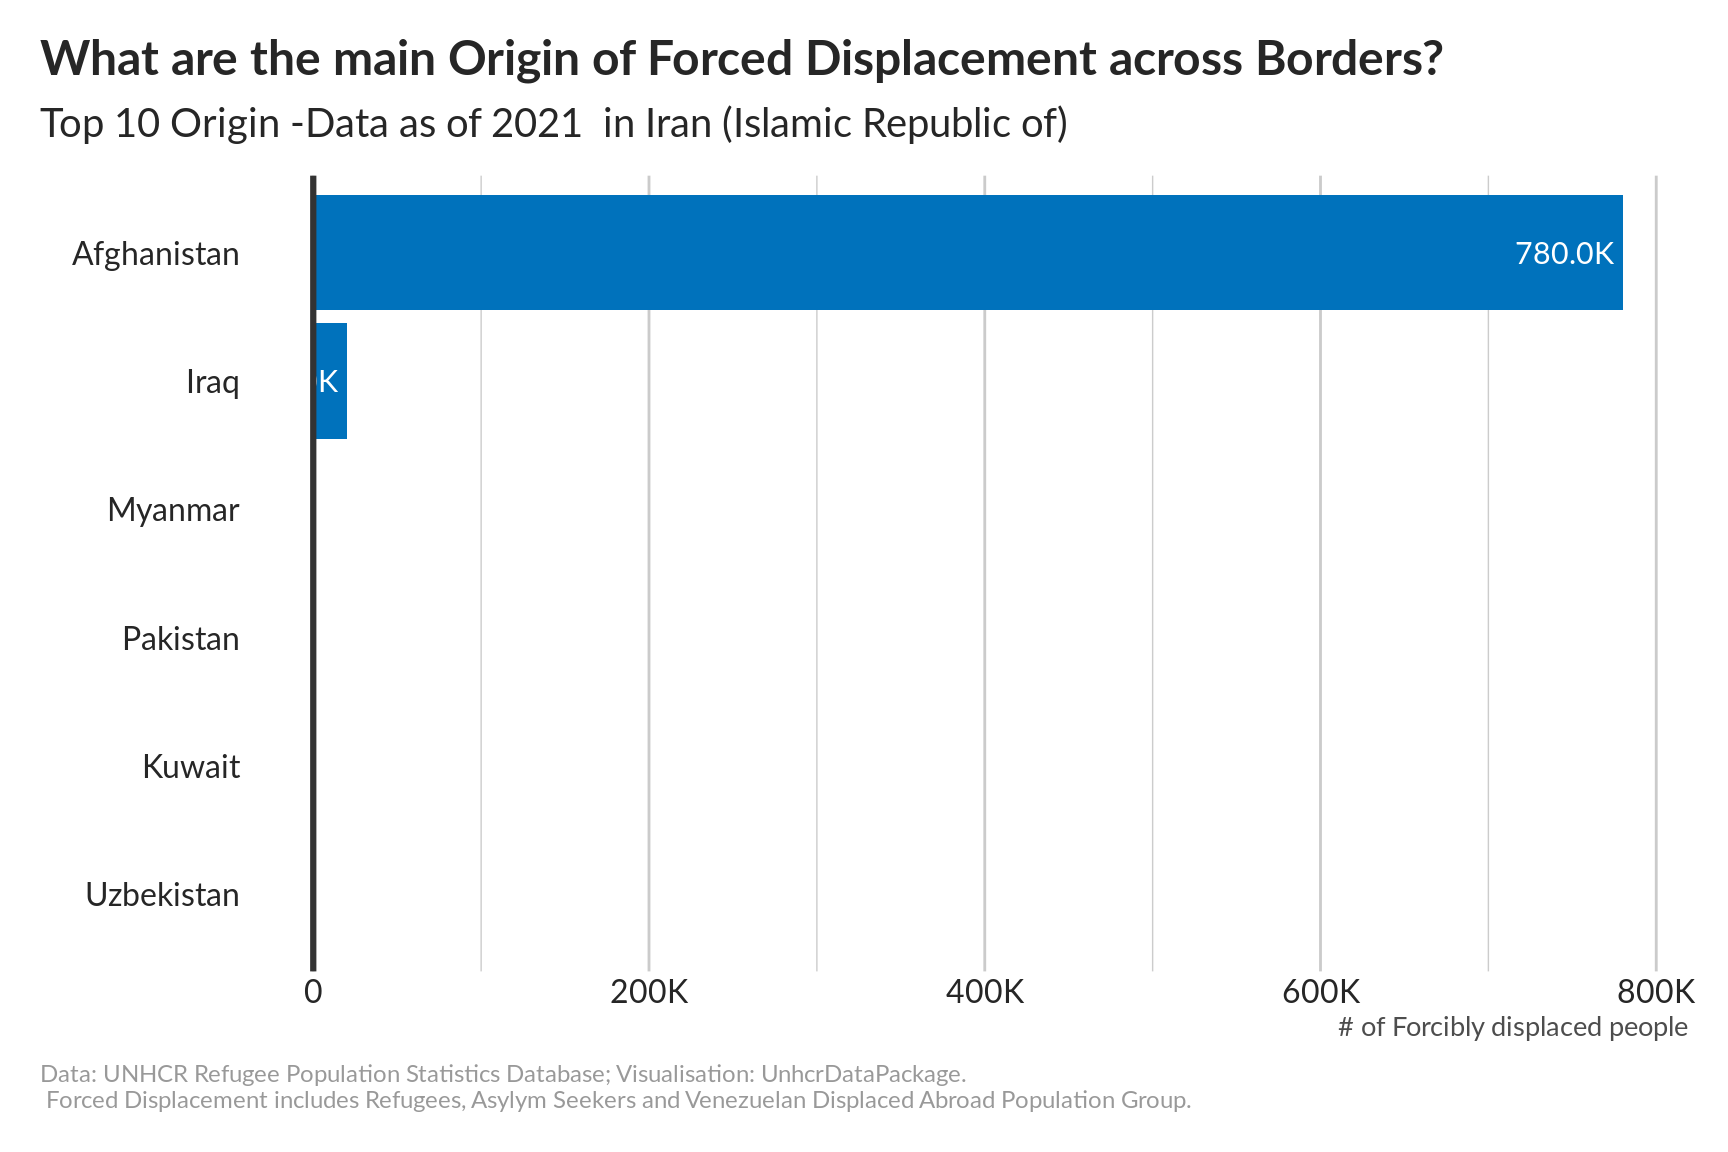 What are the main Origin of Forced Displacement across Borders?
Top 10 Origin -Data as of 2021  in Iran (Islamic Republic of)
Afghanistan
780.0K
Iraq
K
Myanmar
Pakistan
Kuwait
Uzbekistan
0 200K 400K 600K 800K
# of Forcibly displaced people
Data: UNHCR Refugee Population Statistics Database; Visualisation: UnhcrDataPackage.
Forced Displacement includes Refugees, Asylym Seekers and Venezuelan Displaced Abroad Population Group.